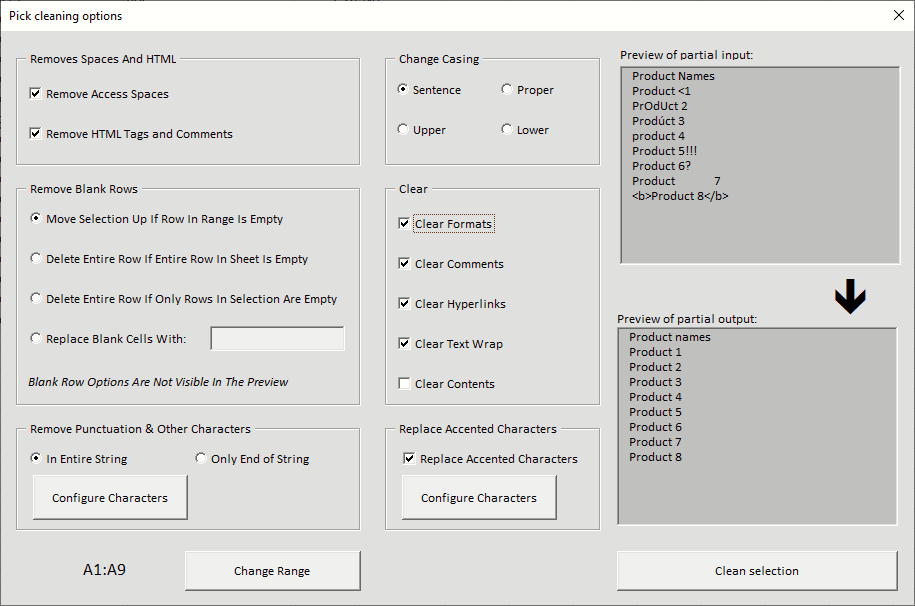 Pick cleaning options
Removes Spaces And HTML
Remove Access Spaces
Remove HTML Tags and Comments
Change Casing
Sentence
Proper
Upper
Lower
Remove Blank Rows
Move Selection Up If Row In Range Is Empty
Delete Entire Row If Entire Row In Sheet Is Empty
Delete Entire Row If Only Rows In Selection Are Empty
Replace Blank Cells With:
Blank Row Options Are Not Visible In The Preview
Clear
Clear Formats
Clear Comments
Clear Hyperlinks
Clear Text Wrap
Clear Contents
Remove Punctuation & Other Characters
In Entire String
Only End of String
Configure Characters
Replace Accented Characters
Replace Accented Characters
Configure Characters
A1:A9
Change Range
Preview of partial input:
Product Names
Product <1
PrOdUct 2
Prodúct 3
product 4
Product 5!!!
Product 6?
Product          7
<b>Product 8</b>
Preview of partial output:
Product names
Product 1
Product 2
Product 3
Product 4
Product 5
Product 6
Product 7
Product 8
Clean selection